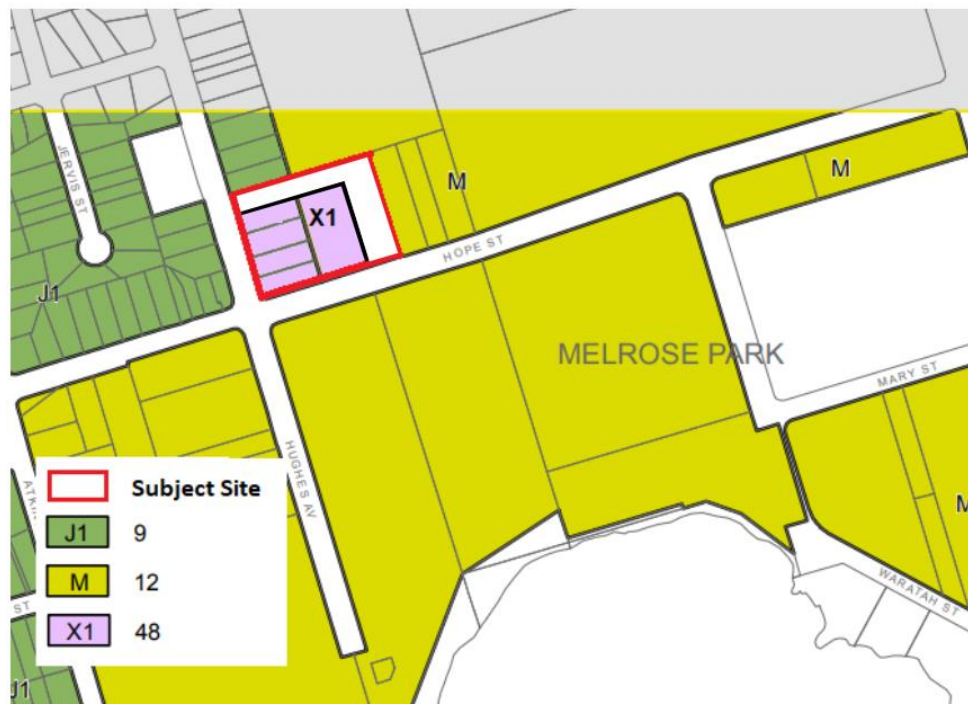 JERVIS ST
M
M
X1
HOPE ST
J1
MELROSE PARK
MARY ST
HUGHES AV
Subject Site
J1 9
M 12
M
X1 48
WARATAH ST
ST
J1